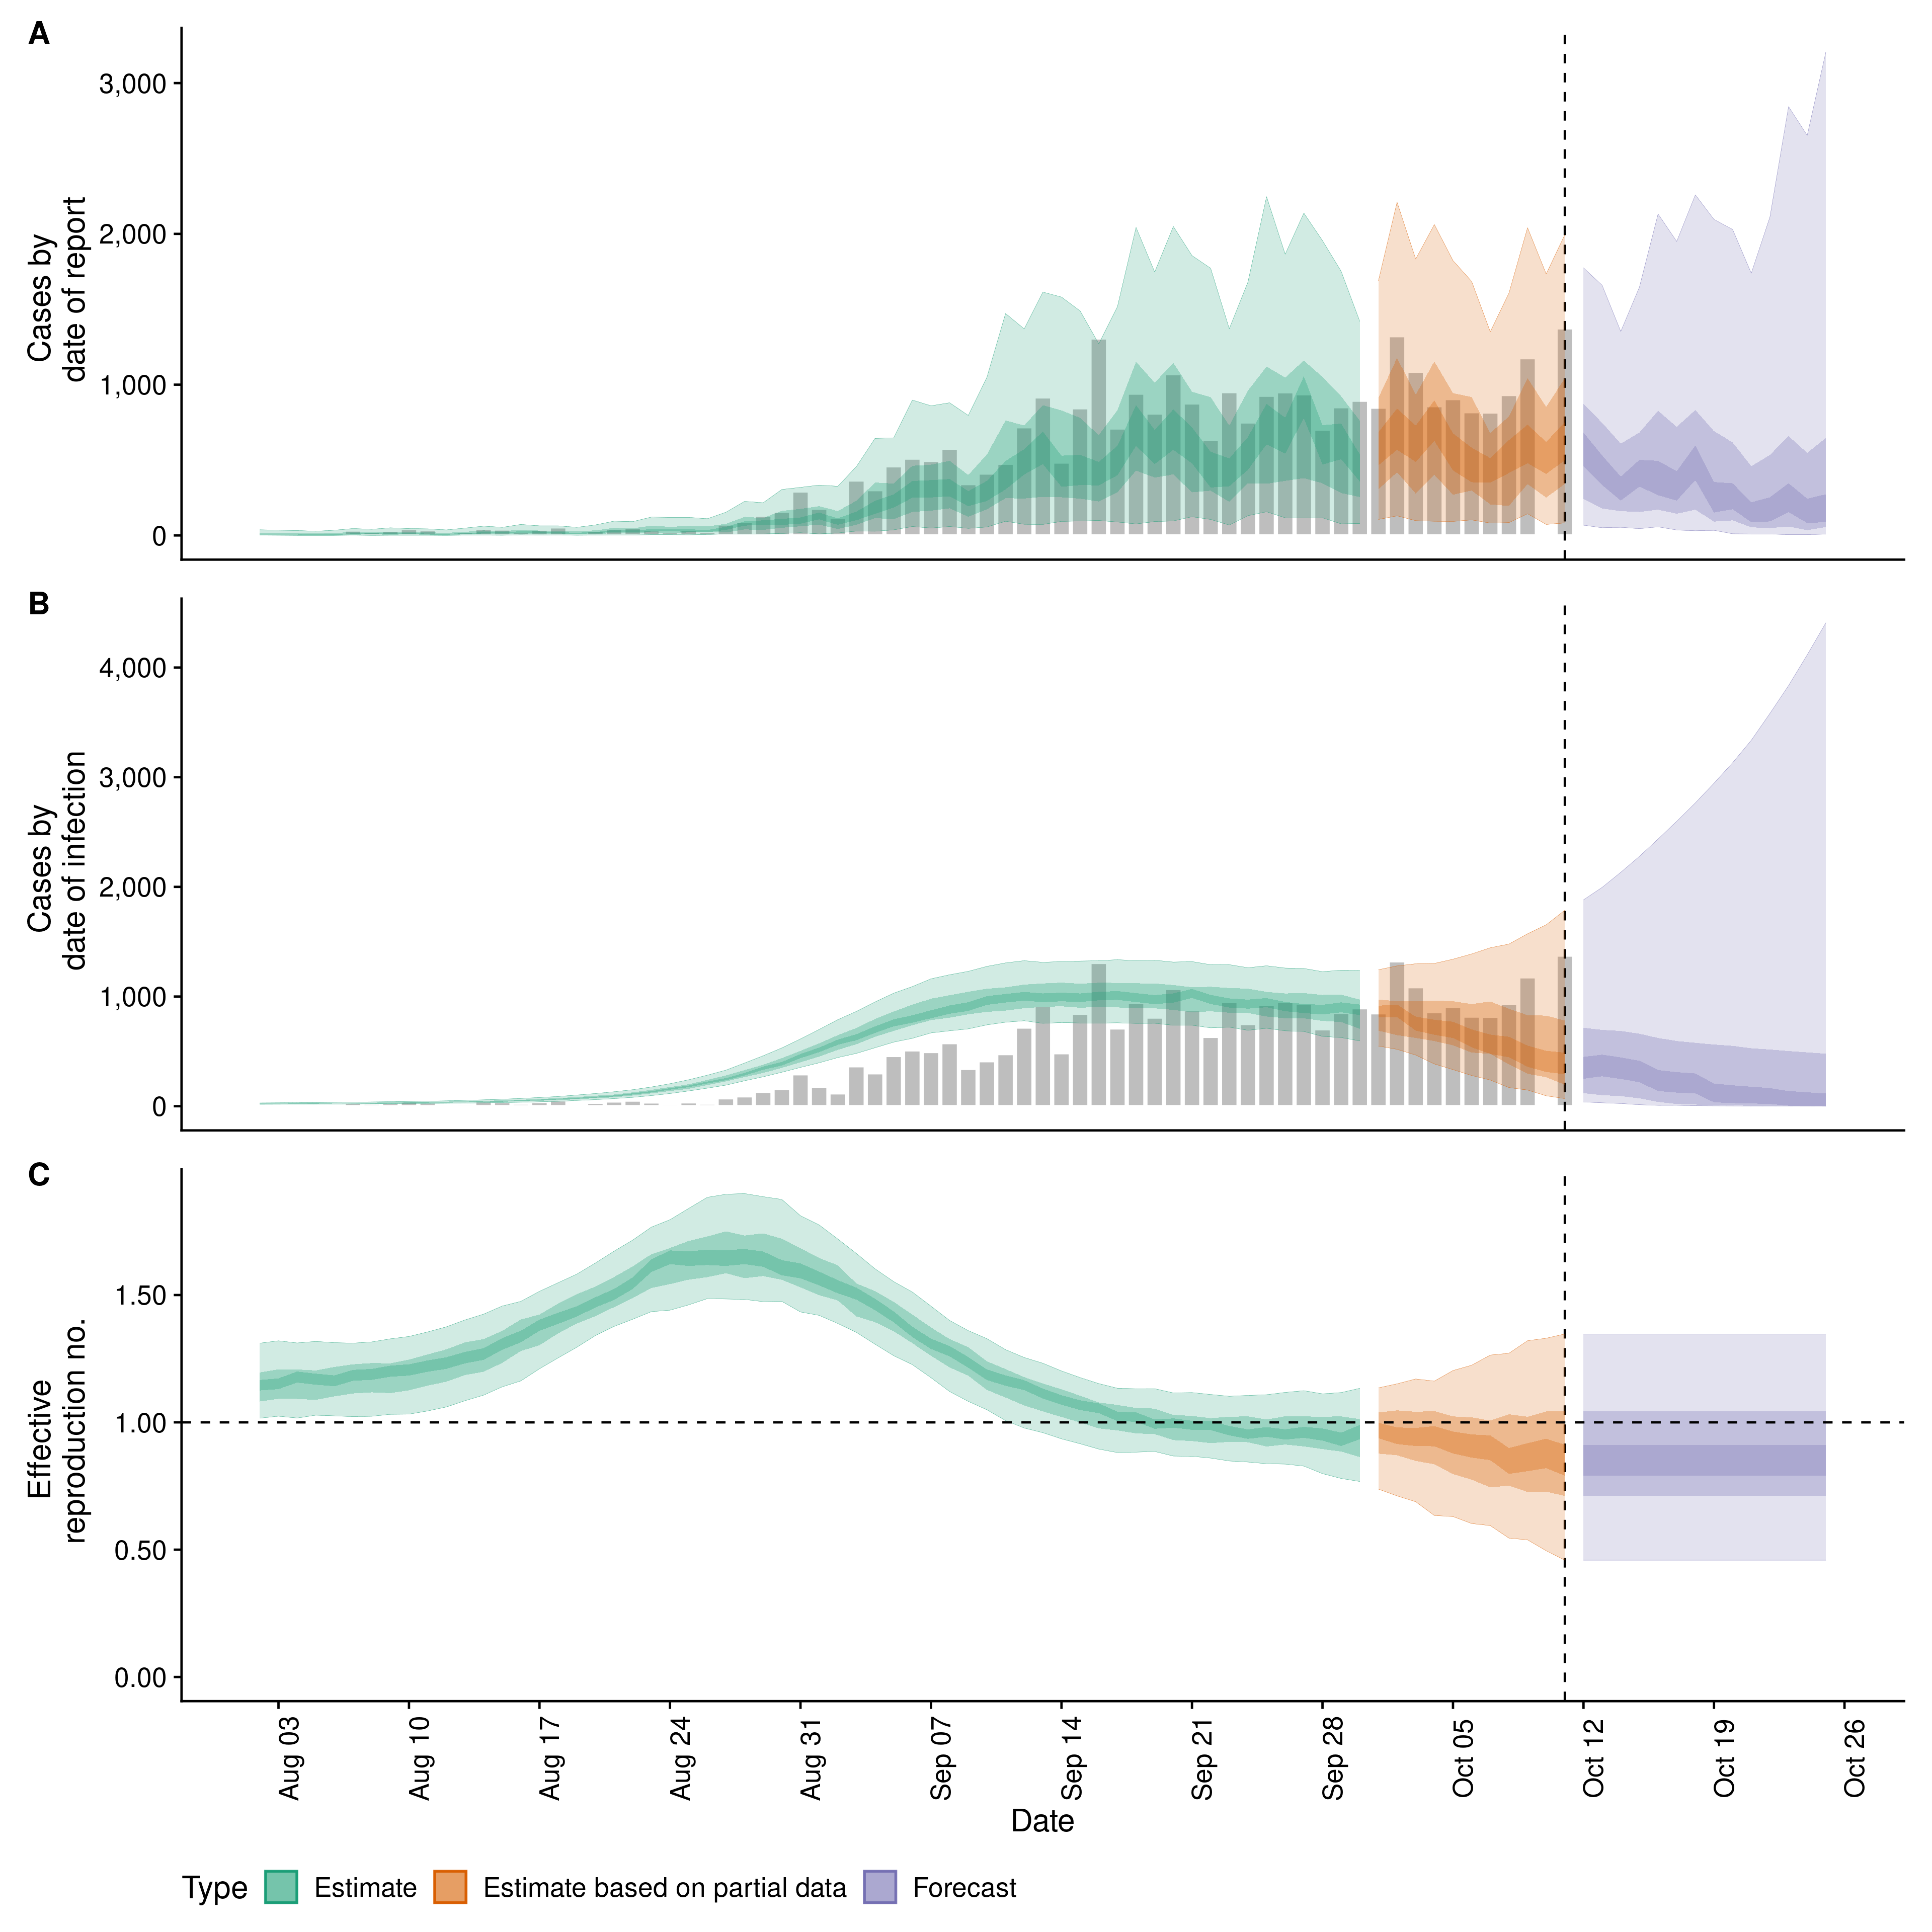 A
Cases by
date of report
3,000
2,000
1,000
0
B
Cases by
date of infection
4,000
3,000
2,000
1,000
0
C
Effective
reproduction no.
1.50
1.00
0.50
0.00
Aug 03
Aug 10
Aug 17
Aug 24
Aug 31
Sep 07
Sep 14
Sep 21
Sep 28
Oct 05
Oct 12
Oct 19
Oct 26
Date
Type Estimate Estimate based on partial data Forecast